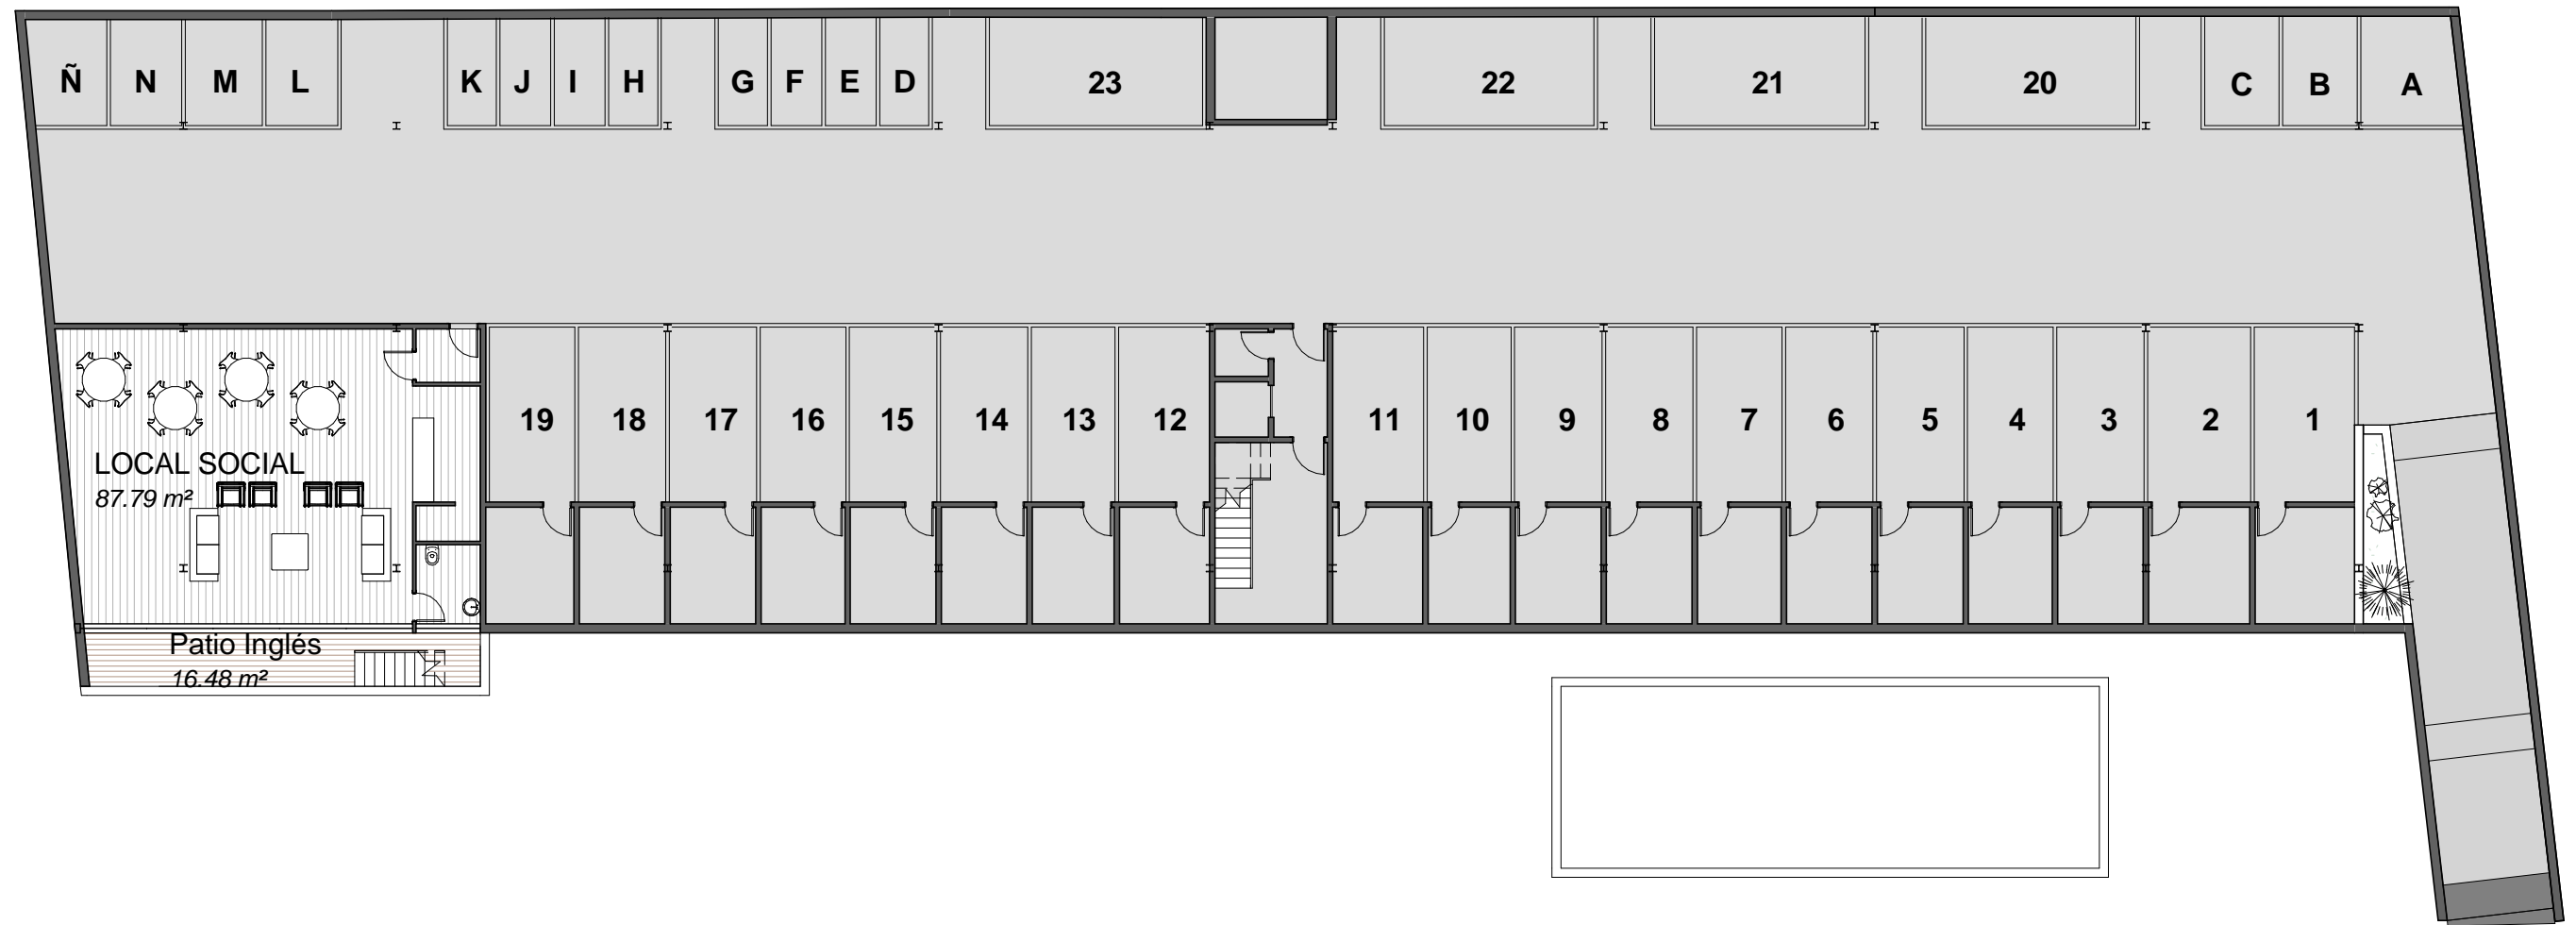 Ñ N M L K J I H G F E D 23 22 21 20 C B A
19 18 17 16 15 14 13 12 11 10 9 8 7 6 5 4 3 2 1
LOCAL SOCIAL
87.79 m²
Patio Inglés
16.48 m²